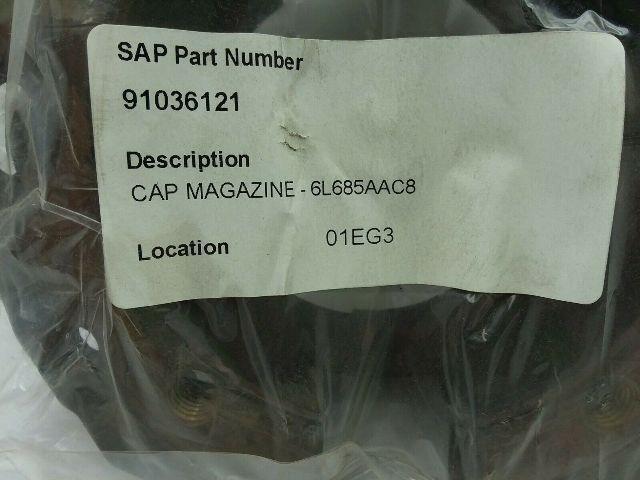 SAP Part Number
91036121
Description
CAP MAGAZINE - 6L685AAC8
Location 01EG3